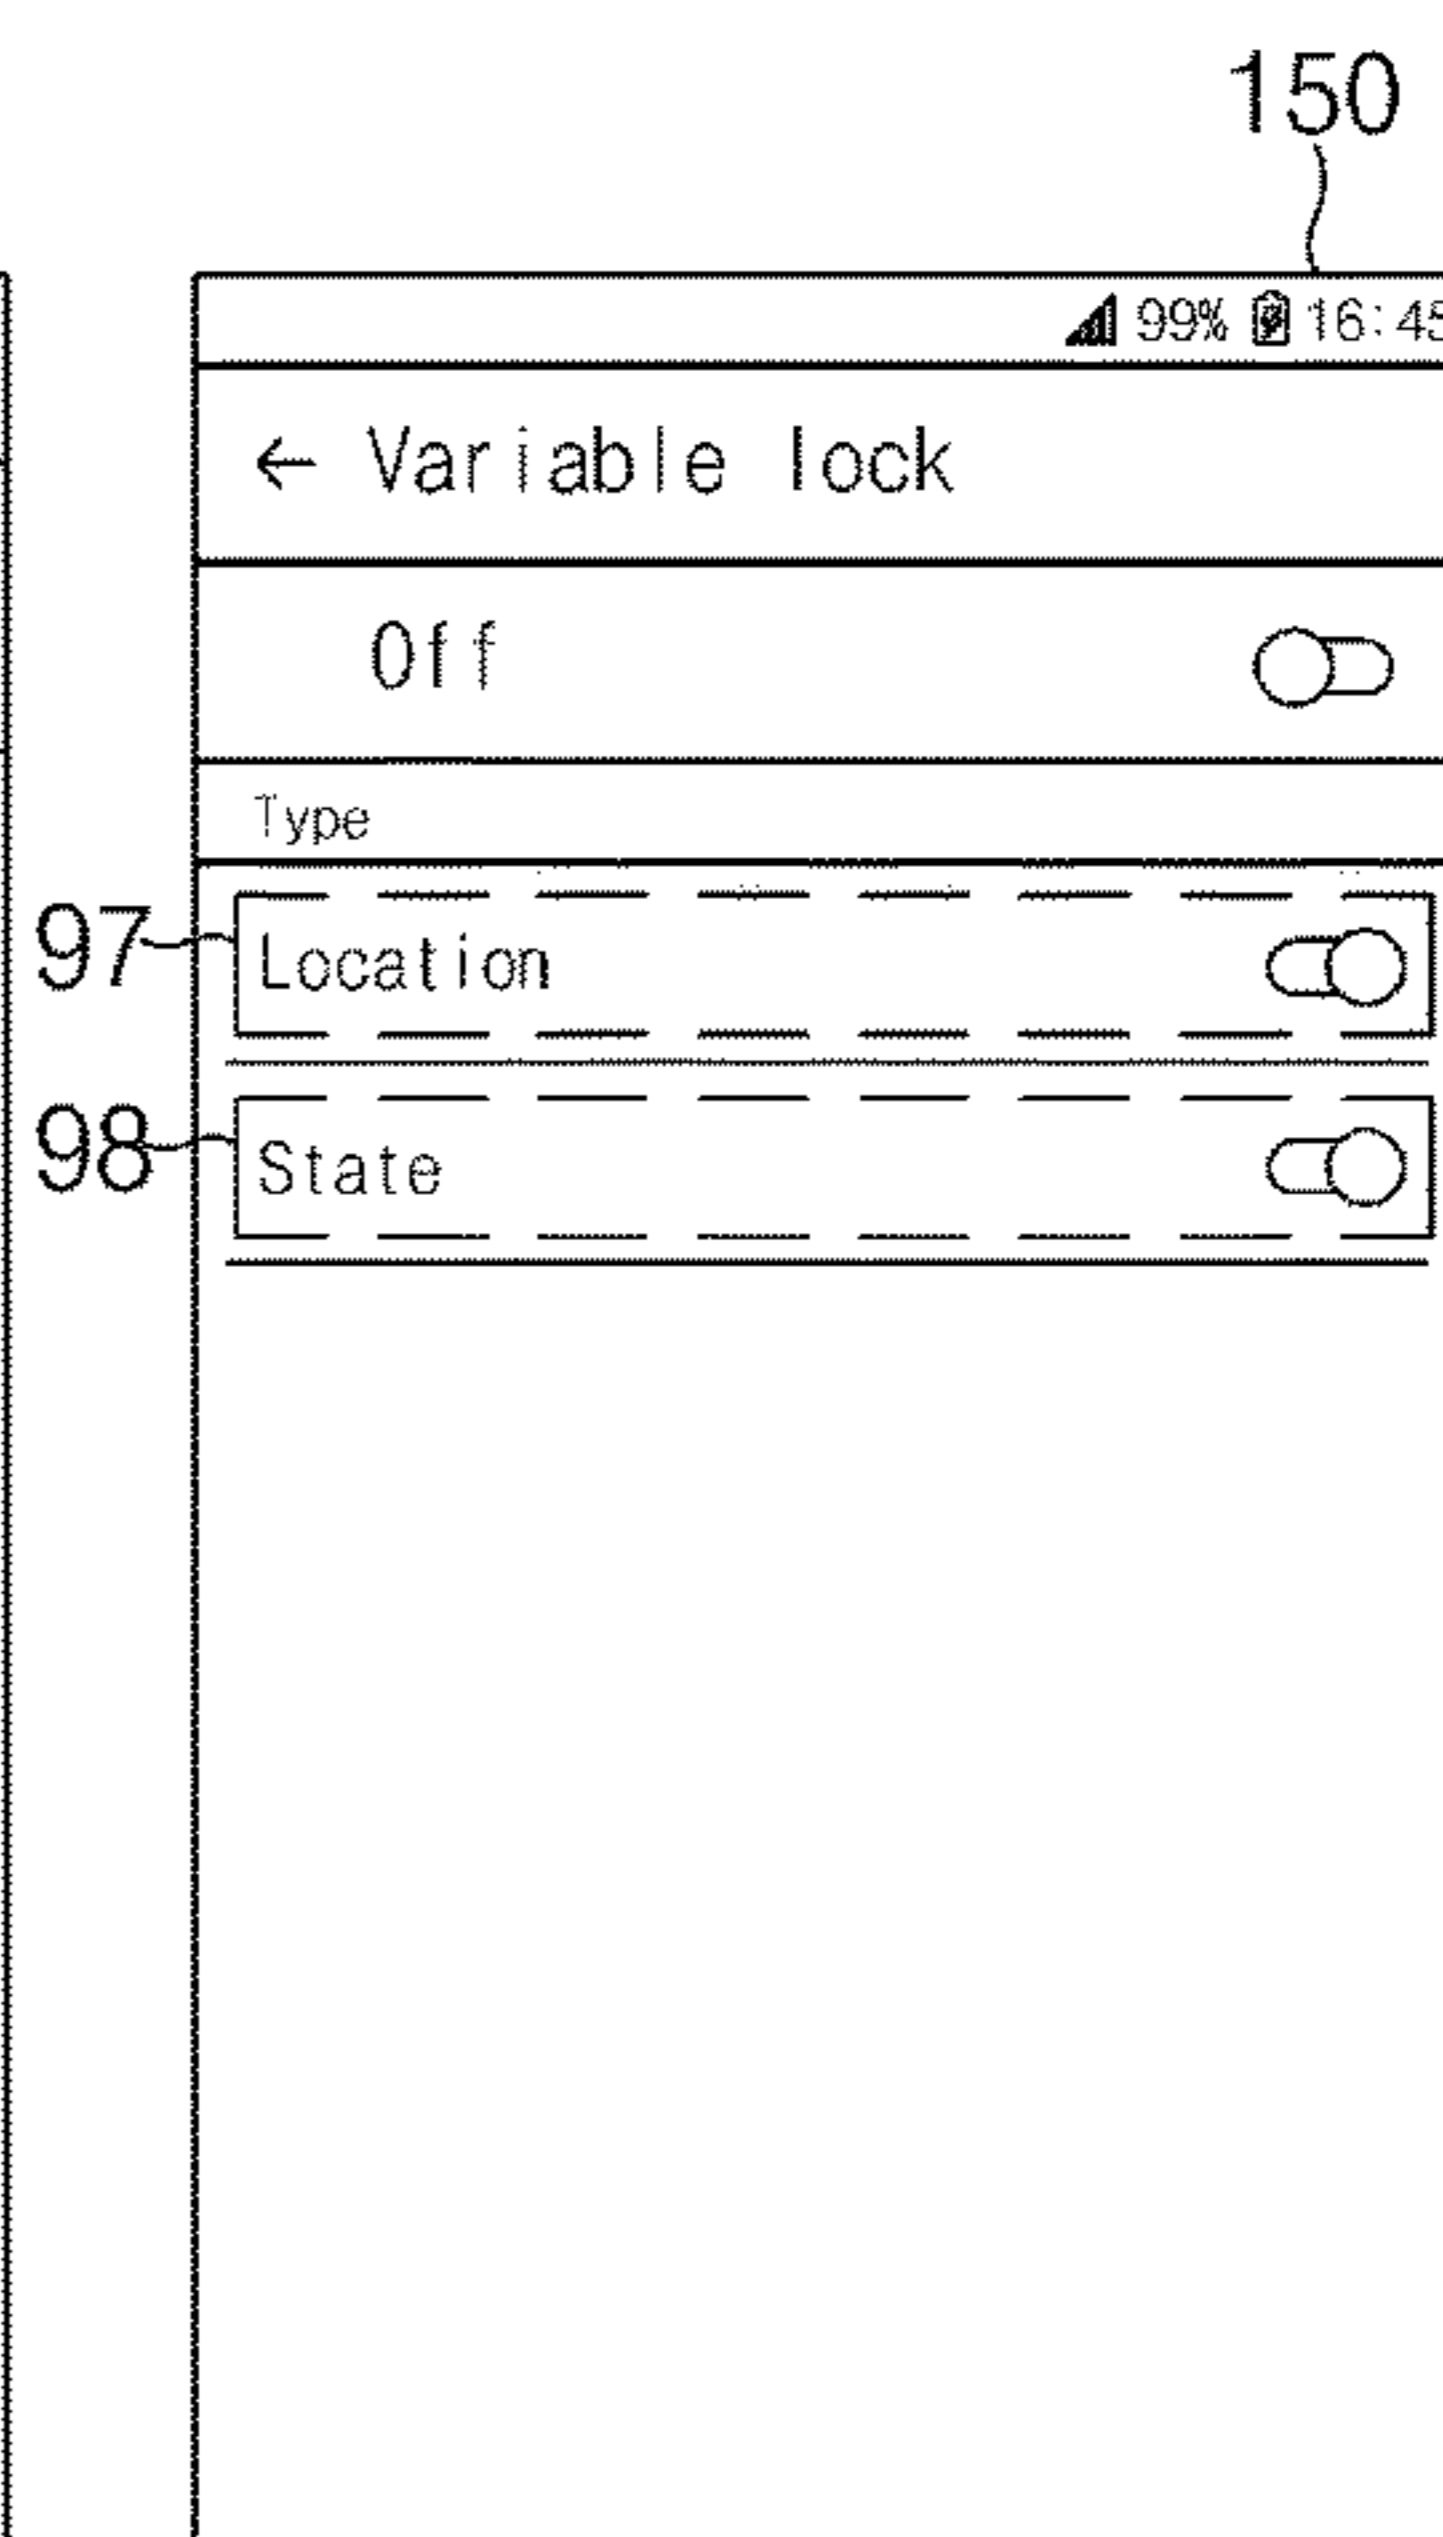 150
99% 16:45
← Variable lock
Off
Type
97 Location
98 State